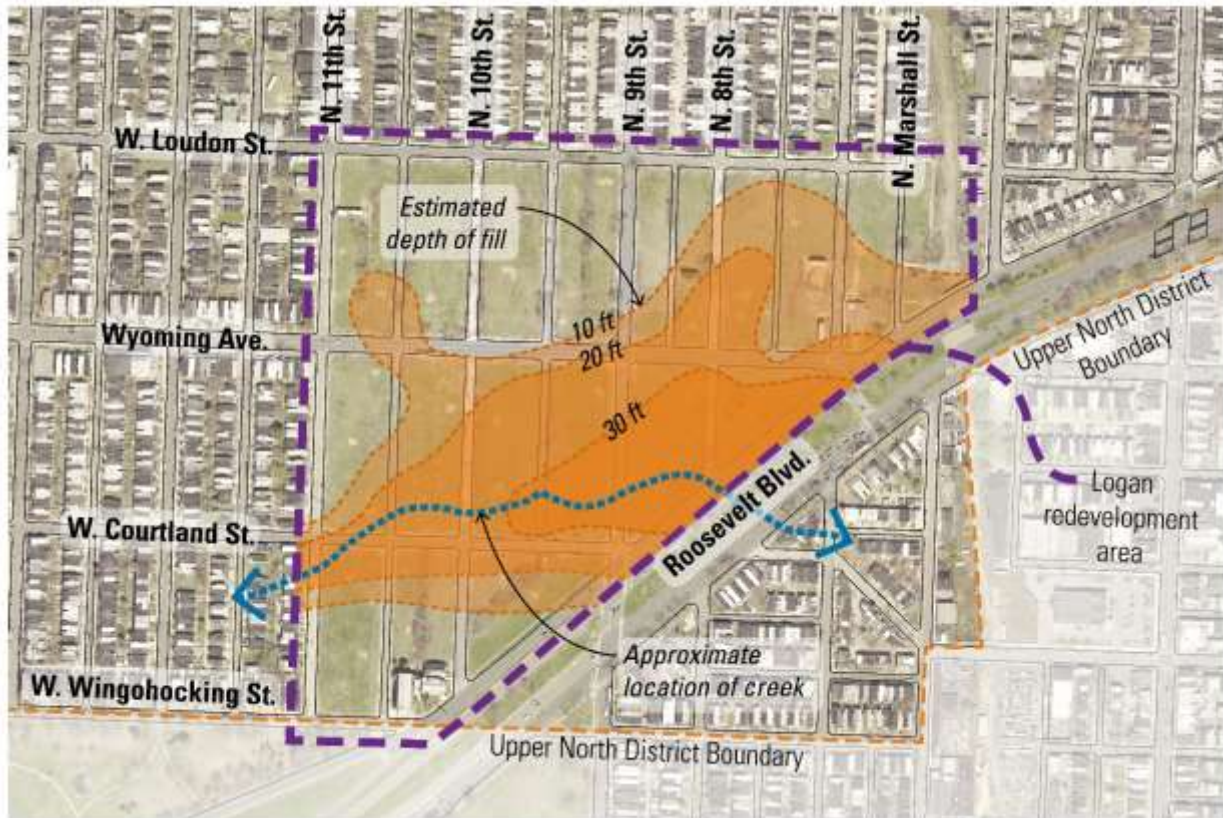 N. 11th St.
N. 10th St.
N. 9th St.
N. 8th St.
N. Marshall St.
W. Loudon St.
Estimated
depth of fill
10 ft
20 ft
Wyoming Ave.
Upper North District
Boundary
30 ft
Roosevelt Blvd.
Logan
redevelopment
area
W. Courtland St.
Approximate
location of creek
W. Wingohocking St.
Upper North District Boundary